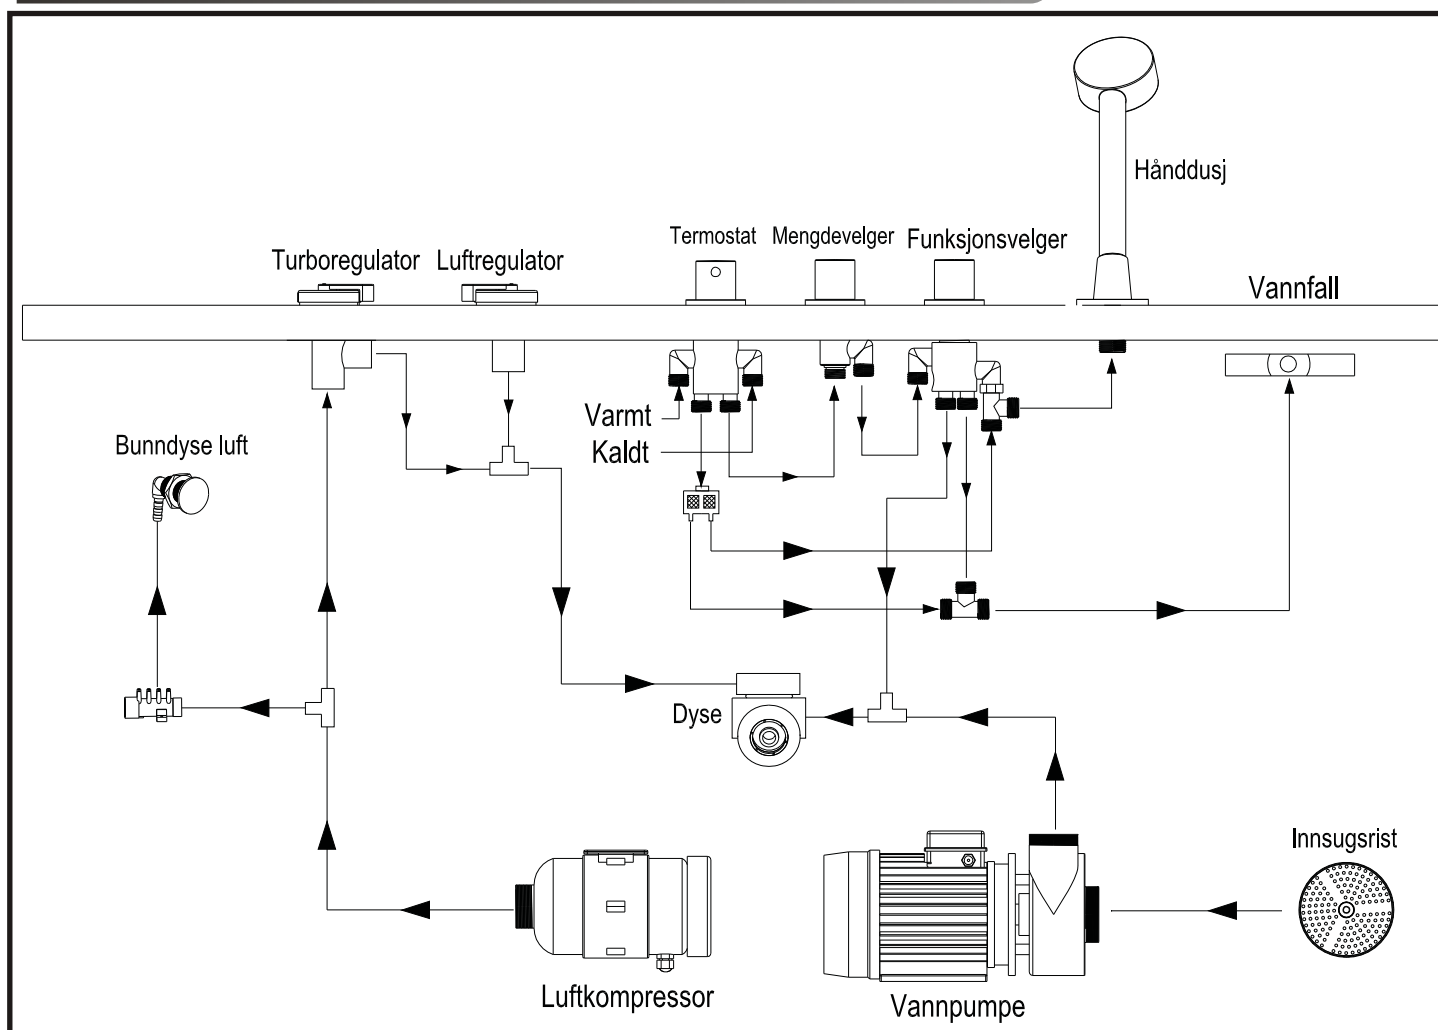 Hånddusj
Termostat
Mengdevelger
Funksjonsvelger
Turboregulator
Luftregulator
Vannfall
Varmt
Kaldt
Bunndyse luft
Dyse
Innsugsrist
Luftkompressor
Vannpumpe